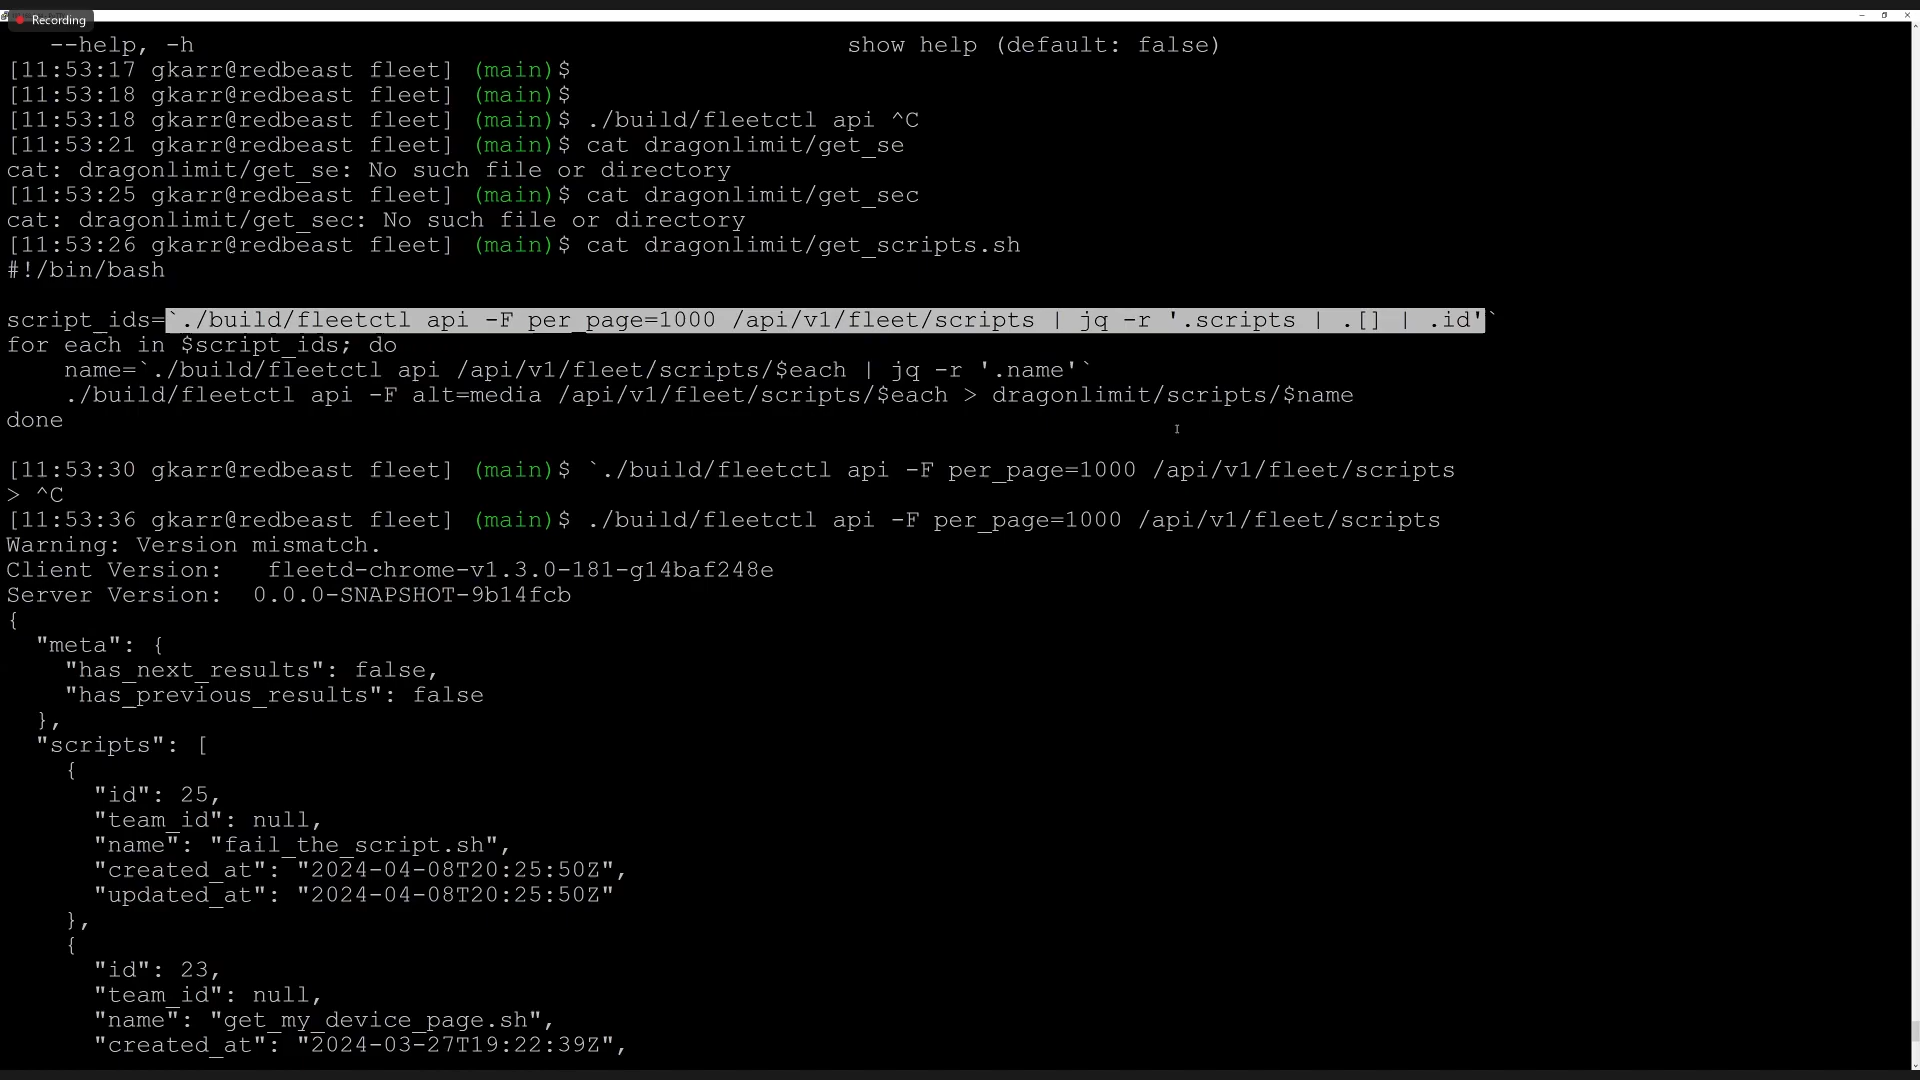 Recording
--help, -h                                             show help (default: false)
[11:53:17 gkarr@redbeast fleet] (main)$
[11:53:18 gkarr@redbeast fleet] (main)$
[11:53:18 gkarr@redbeast fleet] (main)$ ./build/fleetctl api ^C
[11:53:21 gkarr@redbeast fleet] (main)$ cat dragonlimit/get_se
cat: dragonlimit/get_se: No such file or directory
[11:53:25 gkarr@redbeast fleet] (main)$ cat dragonlimit/get_sec
cat: dragonlimit/get_sec: No such file or directory
[11:53:26 gkarr@redbeast fleet] (main)$ cat dragonlimit/get_scripts.sh
#!/bin/bash

script_ids=`./build/fleetctl api -F per_page=1000 /api/v1/fleet/scripts | jq -r '.scripts | .[] | .id'`
for each in $script_ids; do
    name=`./build/fleetctl api /api/v1/fleet/scripts/$each | jq -r '.name'`
    ./build/fleetctl api -F alt=media /api/v1/fleet/scripts/$each > dragonlimit/scripts/$name
done

[11:53:30 gkarr@redbeast fleet] (main)$ `./build/fleetctl api -F per_page=1000 /api/v1/fleet/scripts
> ^C
[11:53:36 gkarr@redbeast fleet] (main)$ ./build/fleetctl api -F per_page=1000 /api/v1/fleet/scripts
Warning: Version mismatch.
Client Version:   fleetd-chrome-v1.3.0-181-g14baf248e
Server Version:  0.0.0-SNAPSHOT-9b14fcb
{
  "meta": {
    "has_next_results": false,
    "has_previous_results": false
  },
  "scripts": [
    {
      "id": 25,
      "team_id": null,
      "name": "fail_the_script.sh",
      "created_at": "2024-04-08T20:25:50Z",
      "updated_at": "2024-04-08T20:25:50Z"
    },
    {
      "id": 23,
      "team_id": null,
      "name": "get_my_device_page.sh",
      "created_at": "2024-03-27T19:22:39Z",